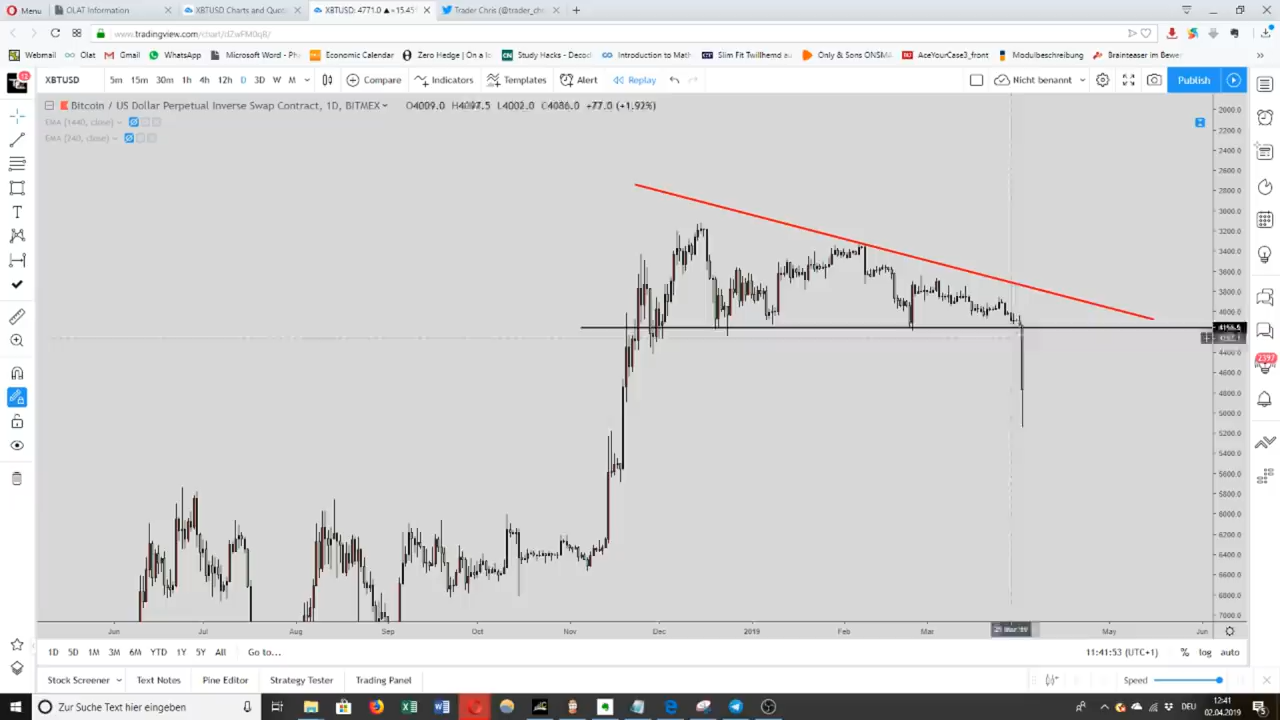 Menu
OLAT Information
XBTUSD Charts and Quo
XBTUSD: 4771.0 ▲+15.45
Trader Chris (@trader_ch
www.tradingview.com/chart/
Webmail
Olat
Gmail
WhatsApp
Microsoft Word - Ph
Economic Calendar
Zero Hedge | On a
Study Hacks - Decod
Introduction to Math
Slim Fit Twillhemd au
Only & Sons ONSMA
AceYourCase3_front
Modulbeschreibung
Brainteaser im Bewer
XBTUSD
5m
15m
30m
1h
4h
12h
D
3D
W
M
Compare
Indicators
Templates
Alert
Replay
Nicht benannt
Publish
Bitcoin / US Dollar Perpetual Inverse Swap Contract, 1D, BITMEX
O4009.0 H4097.5 L4002.0 C4086.0 +77.0 (+1.92%)
EMA (1440, close)
EMA (240, close)
2000.0
2200.0
2400.0
2600.0
2800.0
3000.0
3200.0
3400.0
3600.0
3800.0
4000.0
4400.0
4600.0
4800.0
5000.0
5200.0
5400.0
5600.0
5800.0
6000.0
6200.0
6400.0
6600.0
6800.0
7000.0
2397
Jun
Jul
Aug
Sep
Oct
Nov
Dec
2019
Feb
Mar
May
Jun
1D
5D
1M
3M
6M
YTD
1Y
5Y
All
Go to...
11:41:53 (UTC+1)
%
log
auto
Stock Screener
Text Notes
Pine Editor
Strategy Tester
Trading Panel
Speed
Zur Suche Text hier eingeben
DEU
12:41
02.04.2019